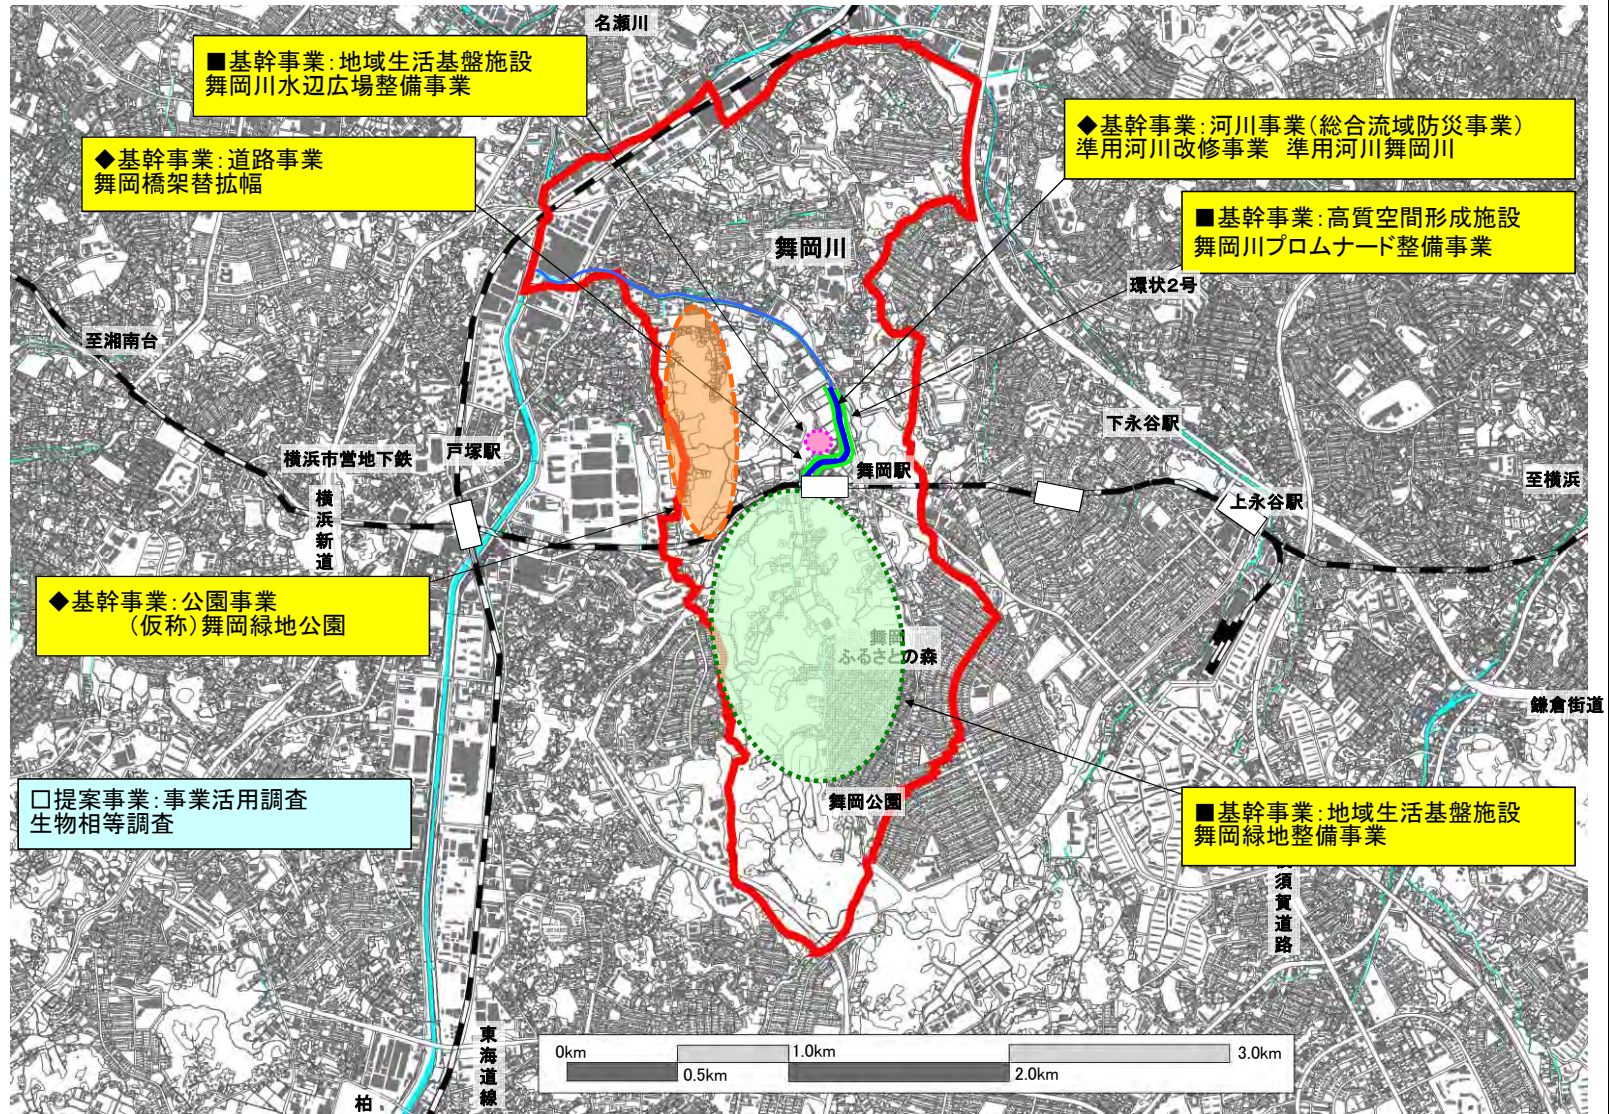 名瀬川
■基幹事業:地域生活基盤施設
舞岡川水辺広場整備事業
◆基幹事業:道路事業
舞岡橋架替拡幅
◆基幹事業:河川事業(総合流域防災事業)
準用河川改修事業 準用河川舞岡川
■基幹事業:高質空間形成施設
舞岡川プロムナード整備事業
舞岡川
環状2号
至湘南台
下永谷駅
横浜市営地下鉄
戸塚駅
舞岡駅
至横浜
上永谷駅
横浜新道
◆基幹事業:公園事業
(仮称)舞岡緑地公園
舞岡
ふるさとの森
鎌倉街道
□提案事業:事業活用調査
生物相等調査
舞岡公園
■基幹事業:地域生活基盤施設
舞岡緑地整備事業
須賀道路
東海道線
柏
0km
1.0km
3.0km
0.5km
2.0km